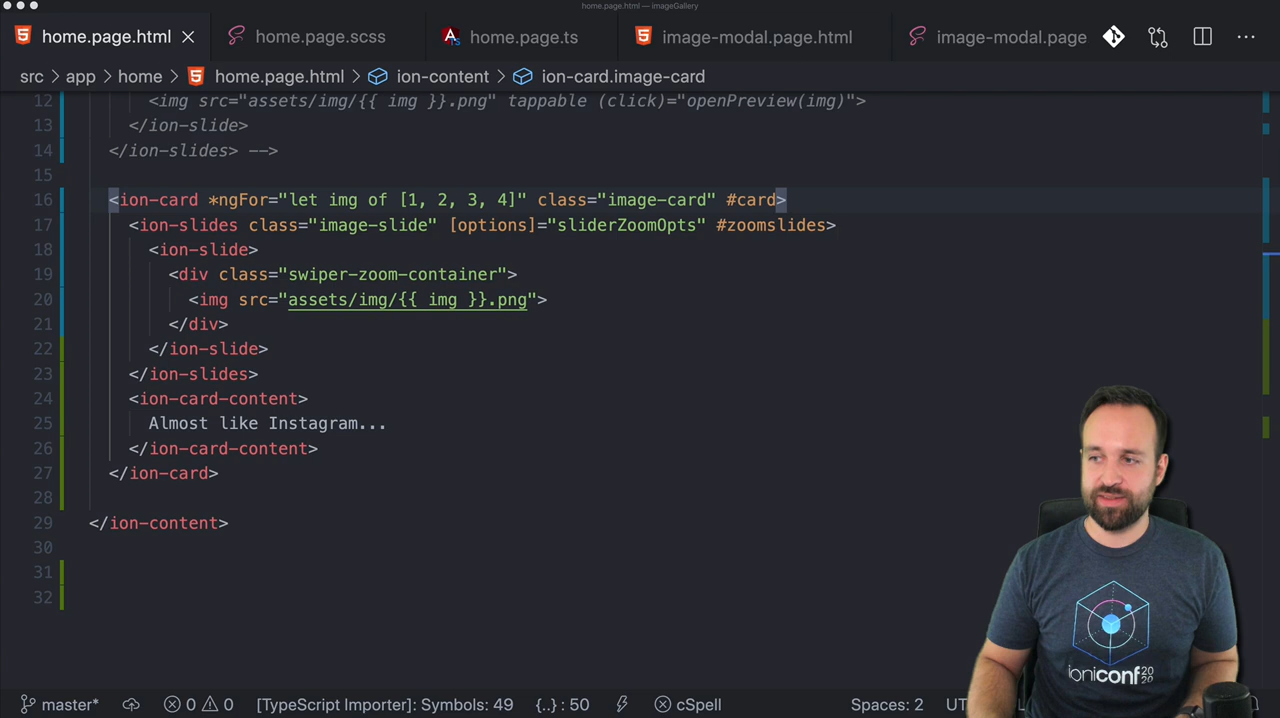 home.page.html — imageGallery
home.page.html
home.page.scss
home.page.ts
image-modal.page.html
image-modal.page
src > app > home > home.page.html > ion-content > ion-card.image-card
12 <img src="assets/img/{{ img }}.png" tappable (click)="openPreview(img)">
13 </ion-slide>
14 </ion-slides> -->
15
16 <ion-card *ngFor="let img of [1, 2, 3, 4]" class="image-card" #card>
17 <ion-slides class="image-slide" [options]="sliderZoomOpts" #zoomslides>
18 <ion-slide>
19 <div class="swiper-zoom-container">
20 <img src="assets/img/{{ img }}.png">
21 </div>
22 </ion-slide>
23 </ion-slides>
24 <ion-card-content>
25 Almost like Instagram...
26 </ion-card-content>
27 </ion-card>
28
29 </ion-content>
30
31
32
ioniconf 2020
master* 0 0 [TypeScript Importer]: Symbols: 49 {..} : 50 cSpell Spaces: 2